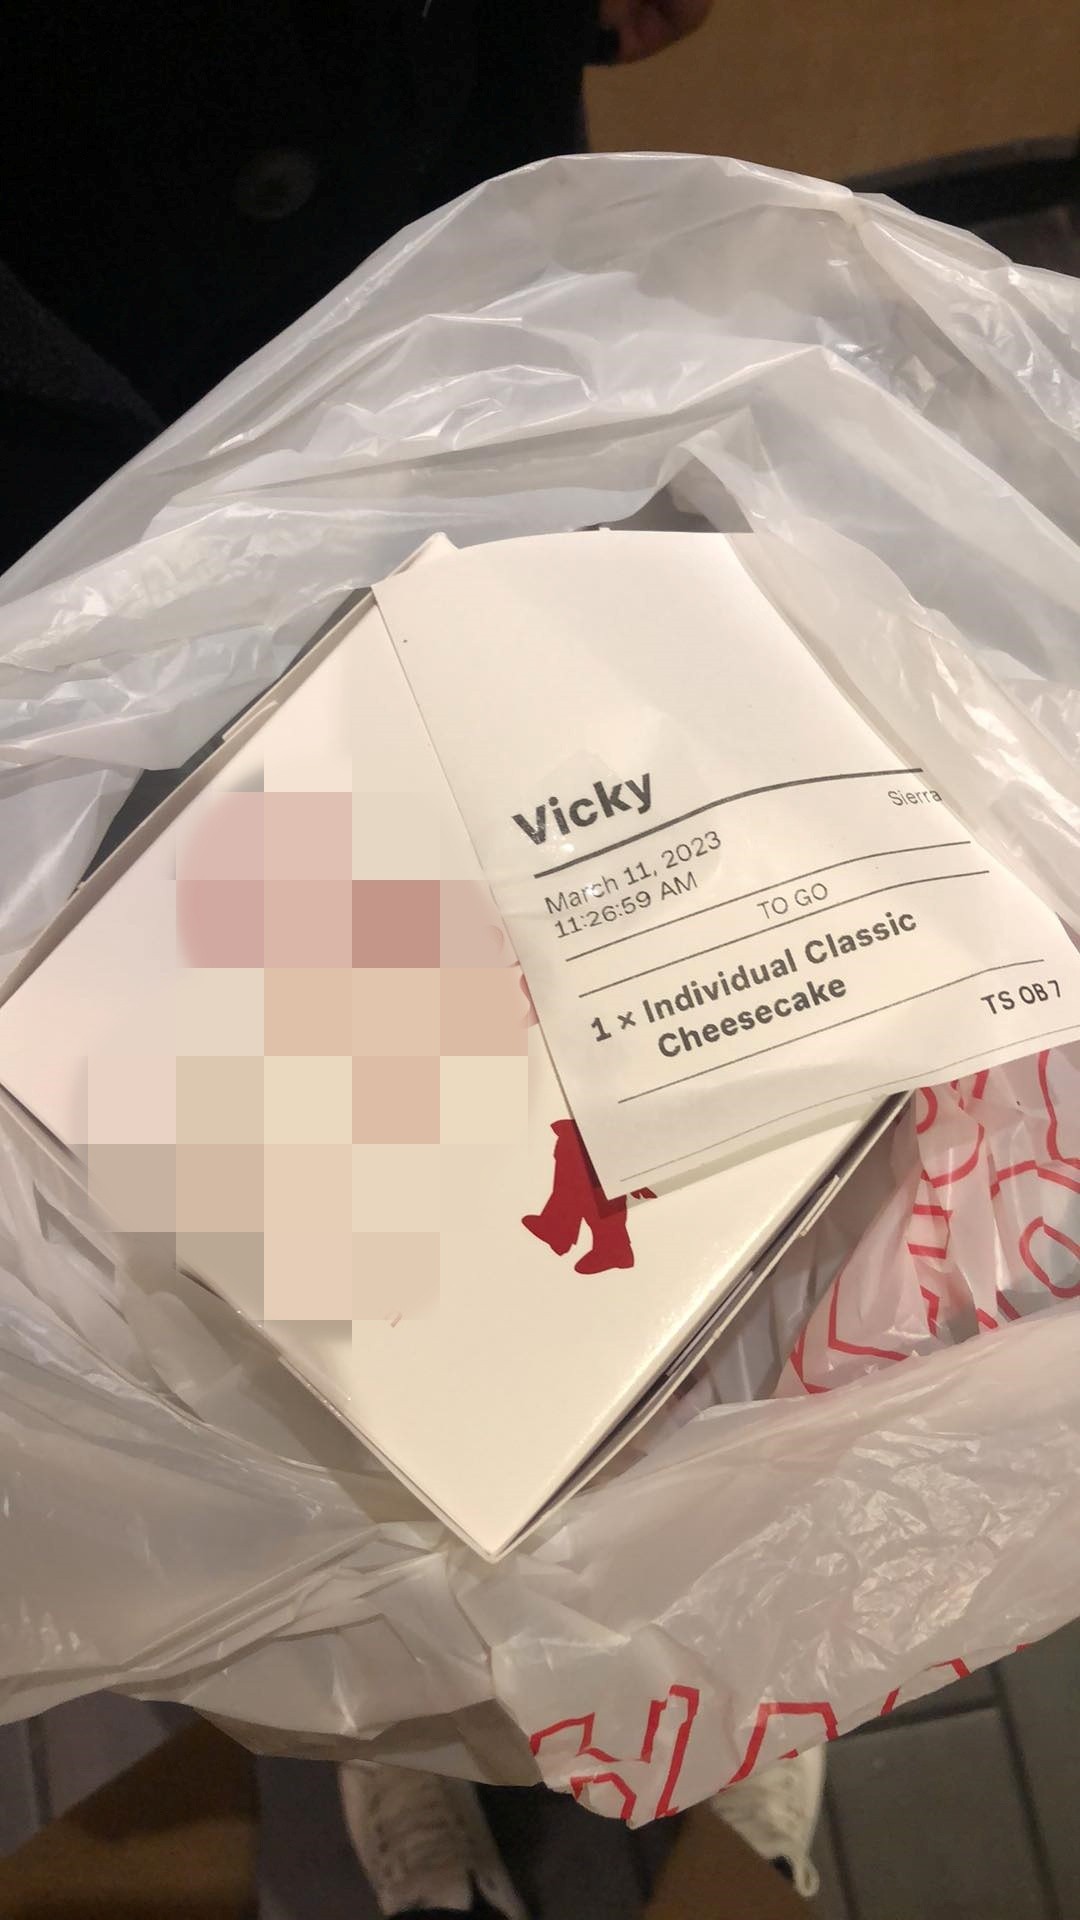 Vicky
Sierra
March 11, 2023
11:26:59 AM
TO GO
1 × Individual Classic
Cheesecake
TS OB 7